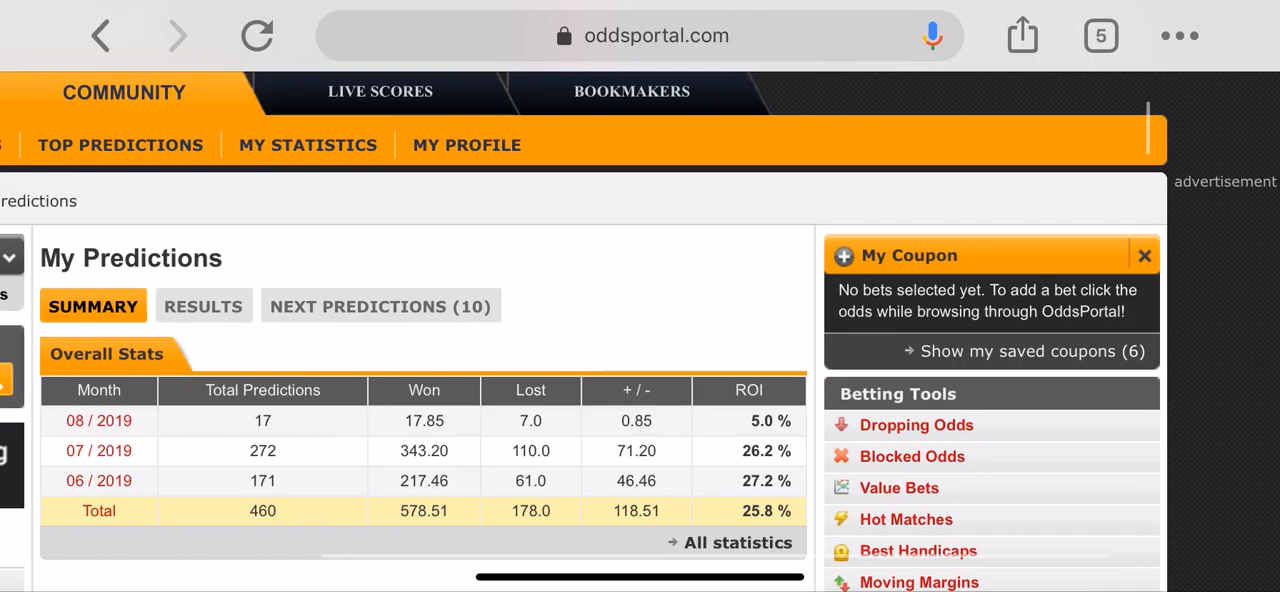 oddsportal.com
5
COMMUNITY
LIVE SCORES
BOOKMAKERS
TOP PREDICTIONS
MY STATISTICS
MY PROFILE
advertisement
redictions
My Predictions
SUMMARY
RESULTS
NEXT PREDICTIONS (10)
Overall Stats
Month Total Predictions Won Lost + / - ROI
08 / 2019 17 17.85 7.0 0.85 5.0 %
07 / 2019 272 343.20 110.0 71.20 26.2 %
06 / 2019 171 217.46 61.0 46.46 27.2 %
Total 460 578.51 178.0 118.51 25.8 %
All statistics
My Coupon
No bets selected yet. To add a bet click the
odds while browsing through OddsPortal!
Show my saved coupons (6)
Betting Tools
Dropping Odds
Blocked Odds
Value Bets
Hot Matches
Best Handicaps
Moving Margins